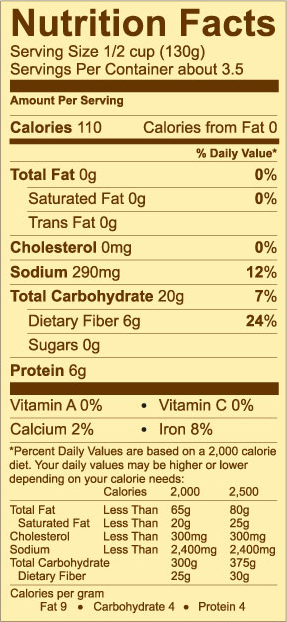 Nutrition Facts
Serving Size 1/2 cup (130g)
Servings Per Container about 3.5
Amount Per Serving
Calories 110 Calories from Fat 0
% Daily Value*
Total Fat 0g 0%
Saturated Fat 0g 0%
Trans Fat 0g
Cholesterol 0mg 0%
Sodium 290mg 12%
Total Carbohydrate 20g 7%
Dietary Fiber 6g 24%
Sugars 0g
Protein 6g
Vitamin A 0% • Vitamin C 0%
Calcium 2% • Iron 8%
*Percent Daily Values are based on a 2,000 calorie
diet. Your daily values may be higher or lower
depending on your calorie needs:
Calories 2,000 2,500
Total Fat Less Than 65g 80g
Saturated Fat Less Than 20g 25g
Cholesterol Less Than 300mg 300mg
Sodium Less Than 2,400mg 2,400mg
Total Carbohydrate 300g 375g
Dietary Fiber 25g 30g
Calories per gram
Fat 9 • Carbohydrate 4 • Protein 4